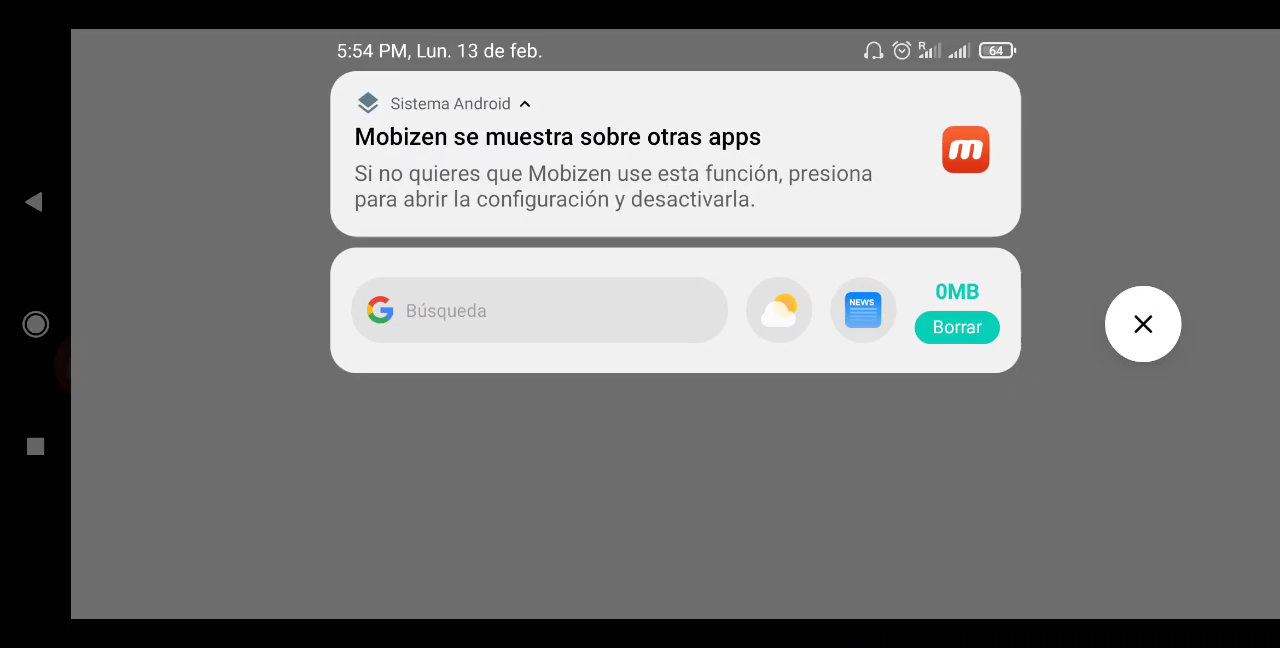 5:54 PM, Lun. 13 de feb.
R
64
Sistema Android
Mobizen se muestra sobre otras apps
m
Si no quieres que Mobizen use esta función, presiona
para abrir la configuración y desactivarla.
G Búsqueda
NEWS
0MB
Borrar